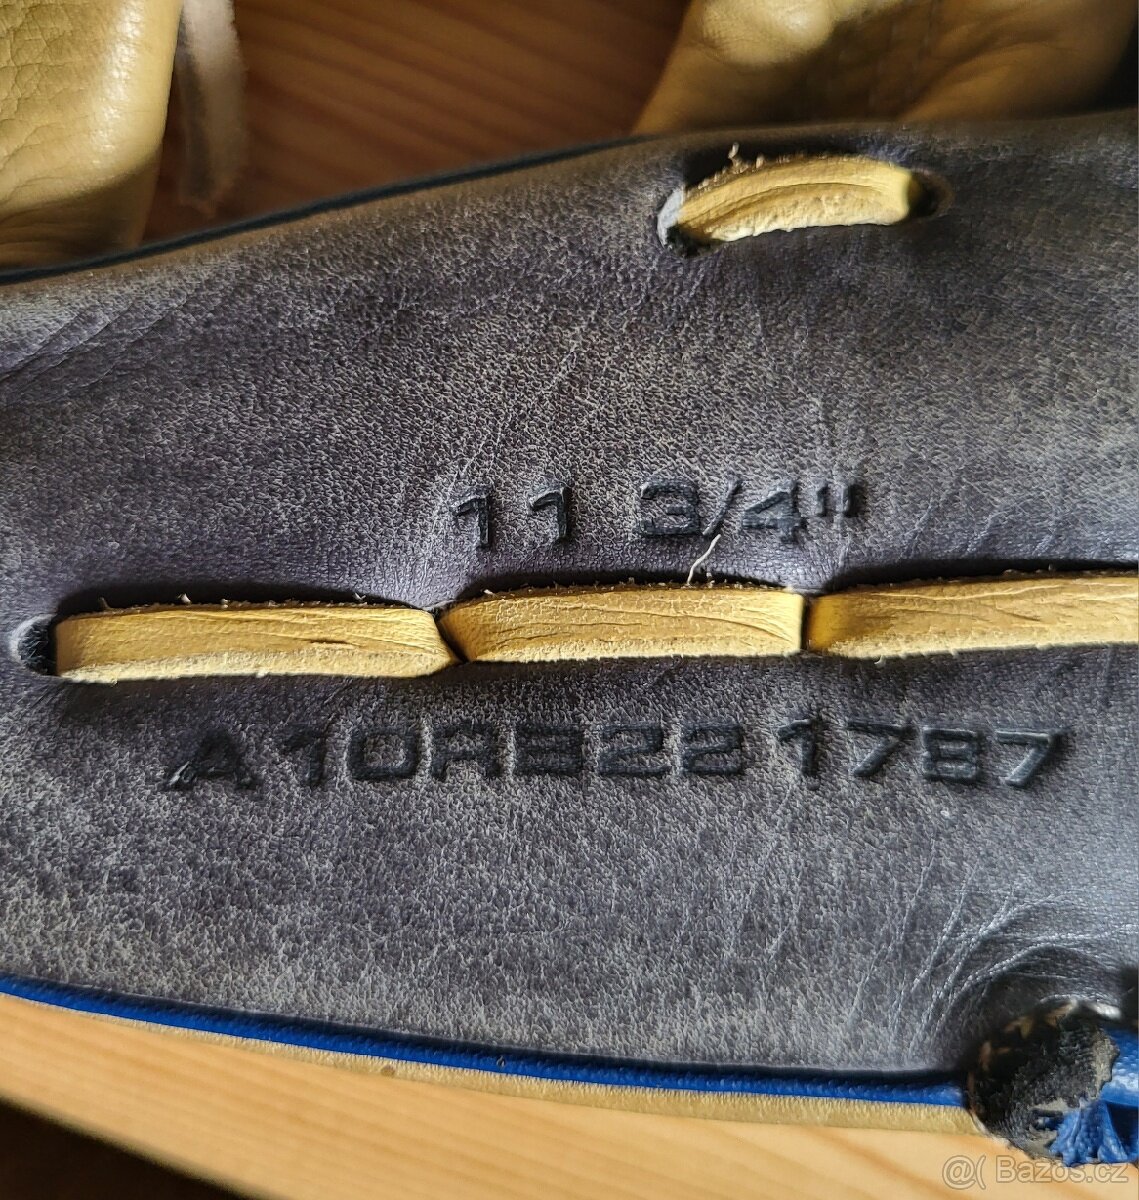 11 3/4"
A10RB221787
@( Bazos.cz